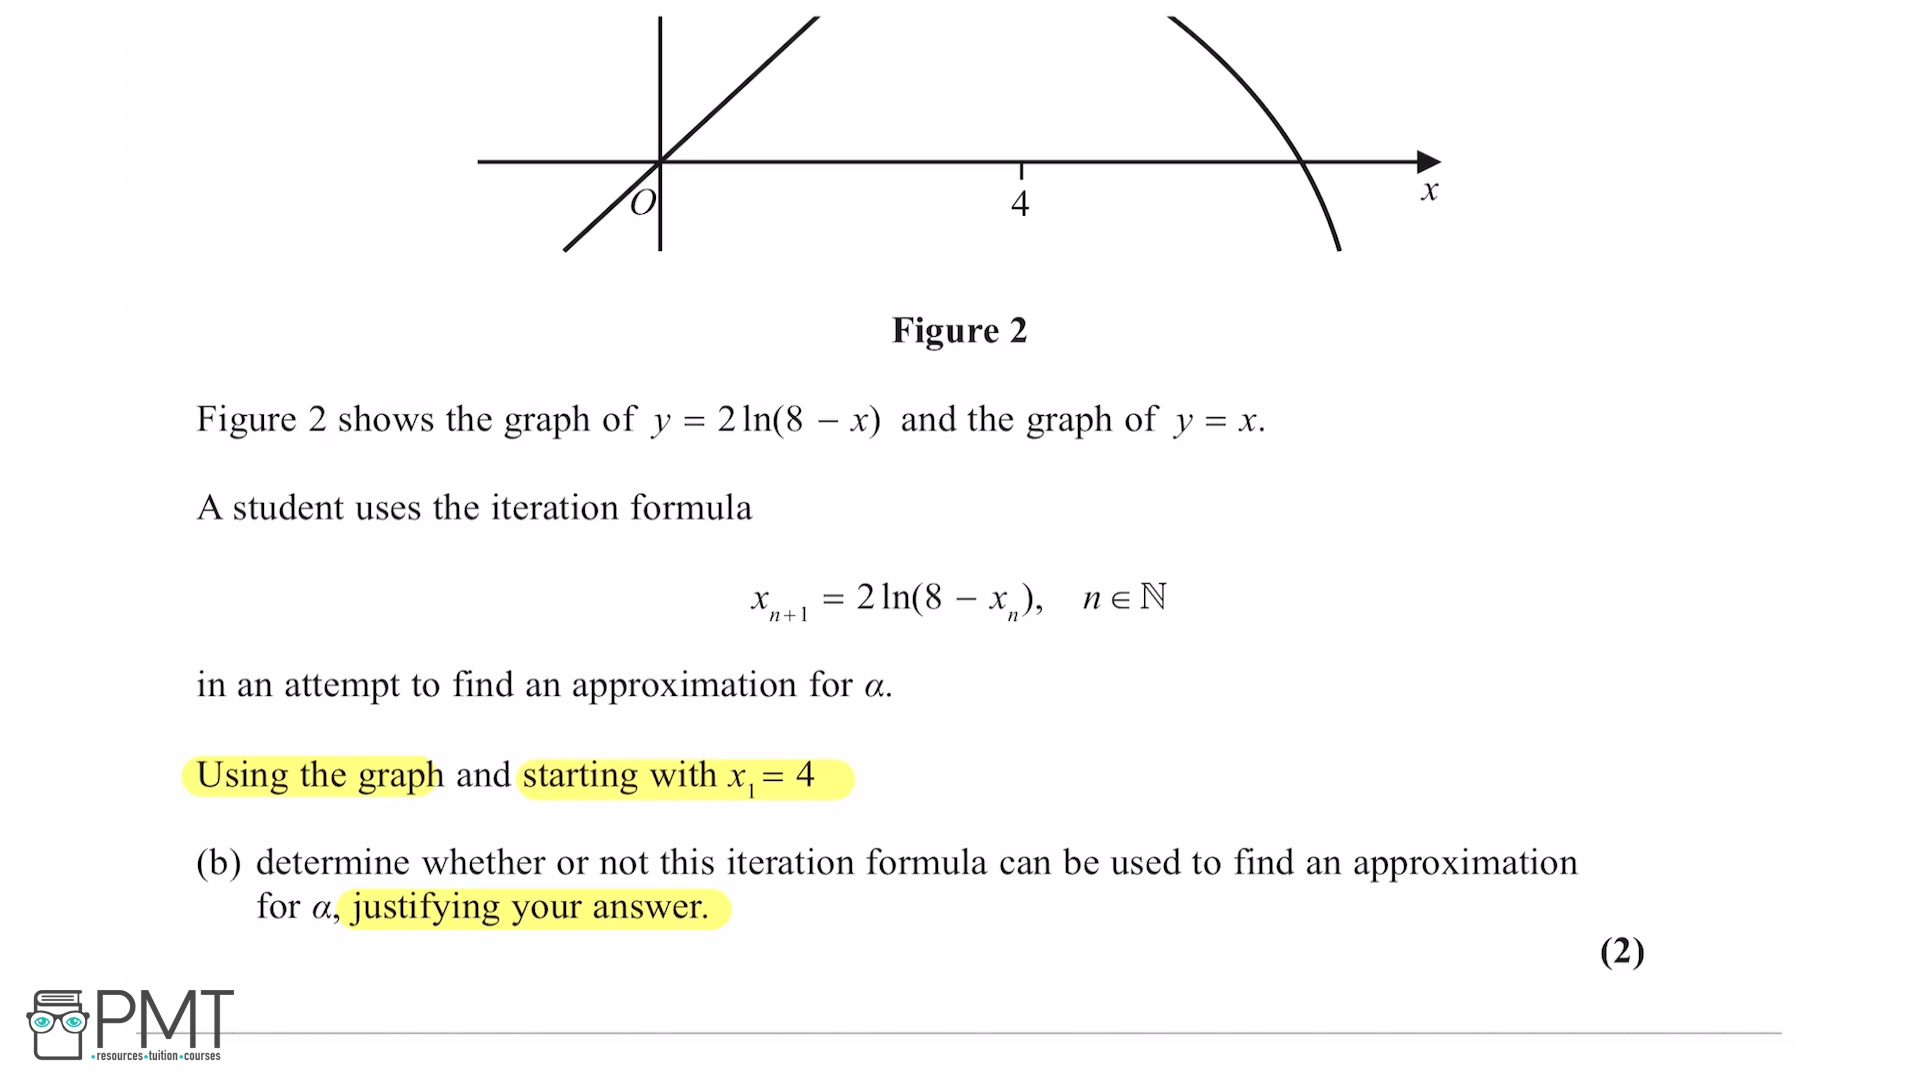 O
4
x
Figure 2
Figure 2 shows the graph of y = 2 ln(8 − x) and the graph of y = x.
A student uses the iteration formula
xₙ₊₁ = 2 ln(8 − xₙ), n ∈ ℕ
in an attempt to find an approximation for α.
Using the graph and starting with x₁ = 4
(b) determine whether or not this iteration formula can be used to find an approximation
for α, justifying your answer.
(2)
PMT
•resources•tuition•courses